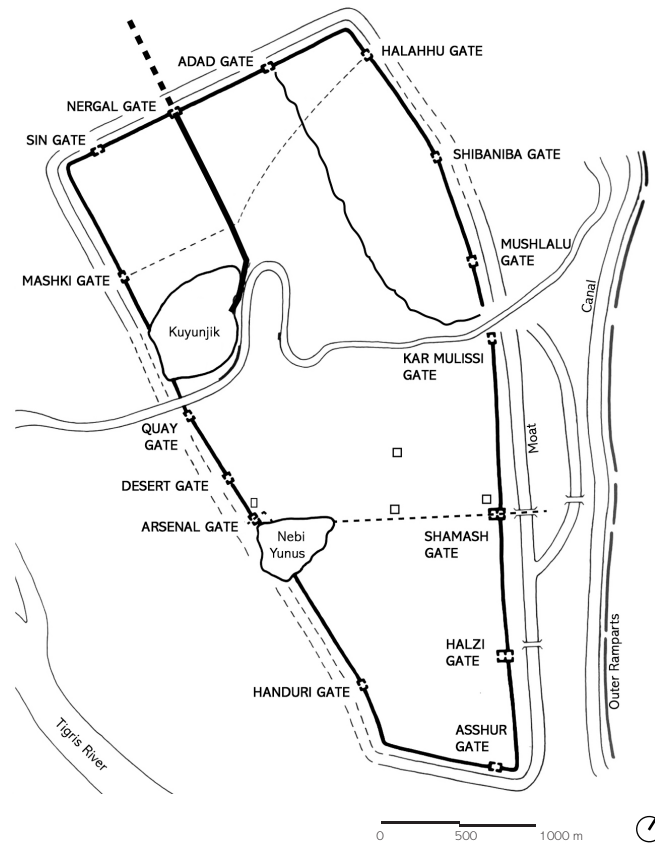 ADAD GATE
HALAHHU GATE
NERGAL GATE
SIN GATE
SHIBANIBA GATE
MUSHLALU
GATE
MASHKI GATE
Canal
Kuyunjik
KAR MULISSI
GATE
QUAY
GATE
Moat
DESERT GATE
ARSENAL GATE
Nebi
Yunus
SHAMASH
GATE
HALZI
GATE
Outer Ramparts
HANDURI GATE
Tigris River
ASSHUR
GATE
0 500 1000 m